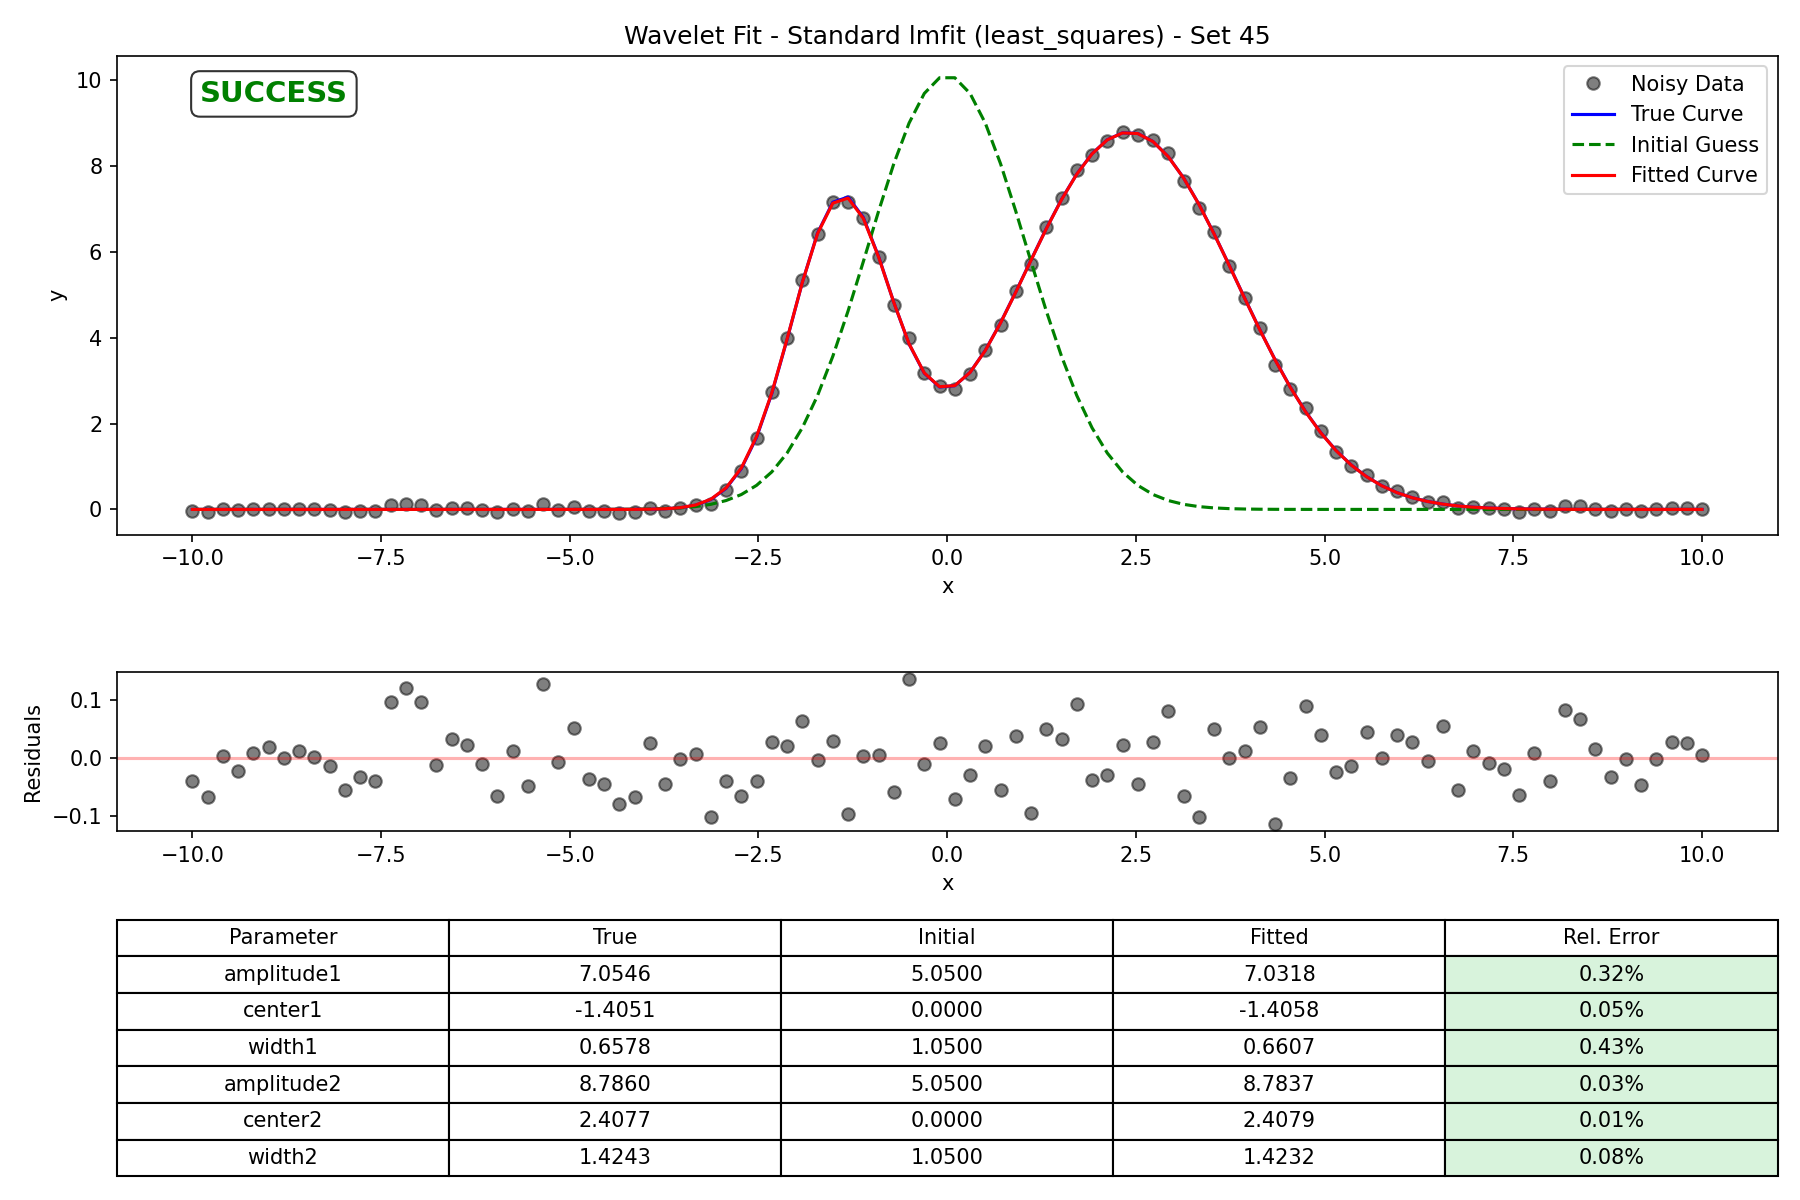 Wavelet Fit - Standard lmfit (least_squares) - Set 45
SUCCESS
Noisy Data
True Curve
Initial Guess
Fitted Curve
y
10
8
6
4
2
0
−10.0 −7.5 −5.0 −2.5 0.0 2.5 5.0 7.5 10.0
x
Residuals
0.1
0.0
−0.1
−10.0 −7.5 −5.0 −2.5 0.0 2.5 5.0 7.5 10.0
x
Parameter True Initial Fitted Rel. Error
amplitude1 7.0546 5.0500 7.0318 0.32%
center1 -1.4051 0.0000 -1.4058 0.05%
width1 0.6578 1.0500 0.6607 0.43%
amplitude2 8.7860 5.0500 8.7837 0.03%
center2 2.4077 0.0000 2.4079 0.01%
width2 1.4243 1.0500 1.4232 0.08%